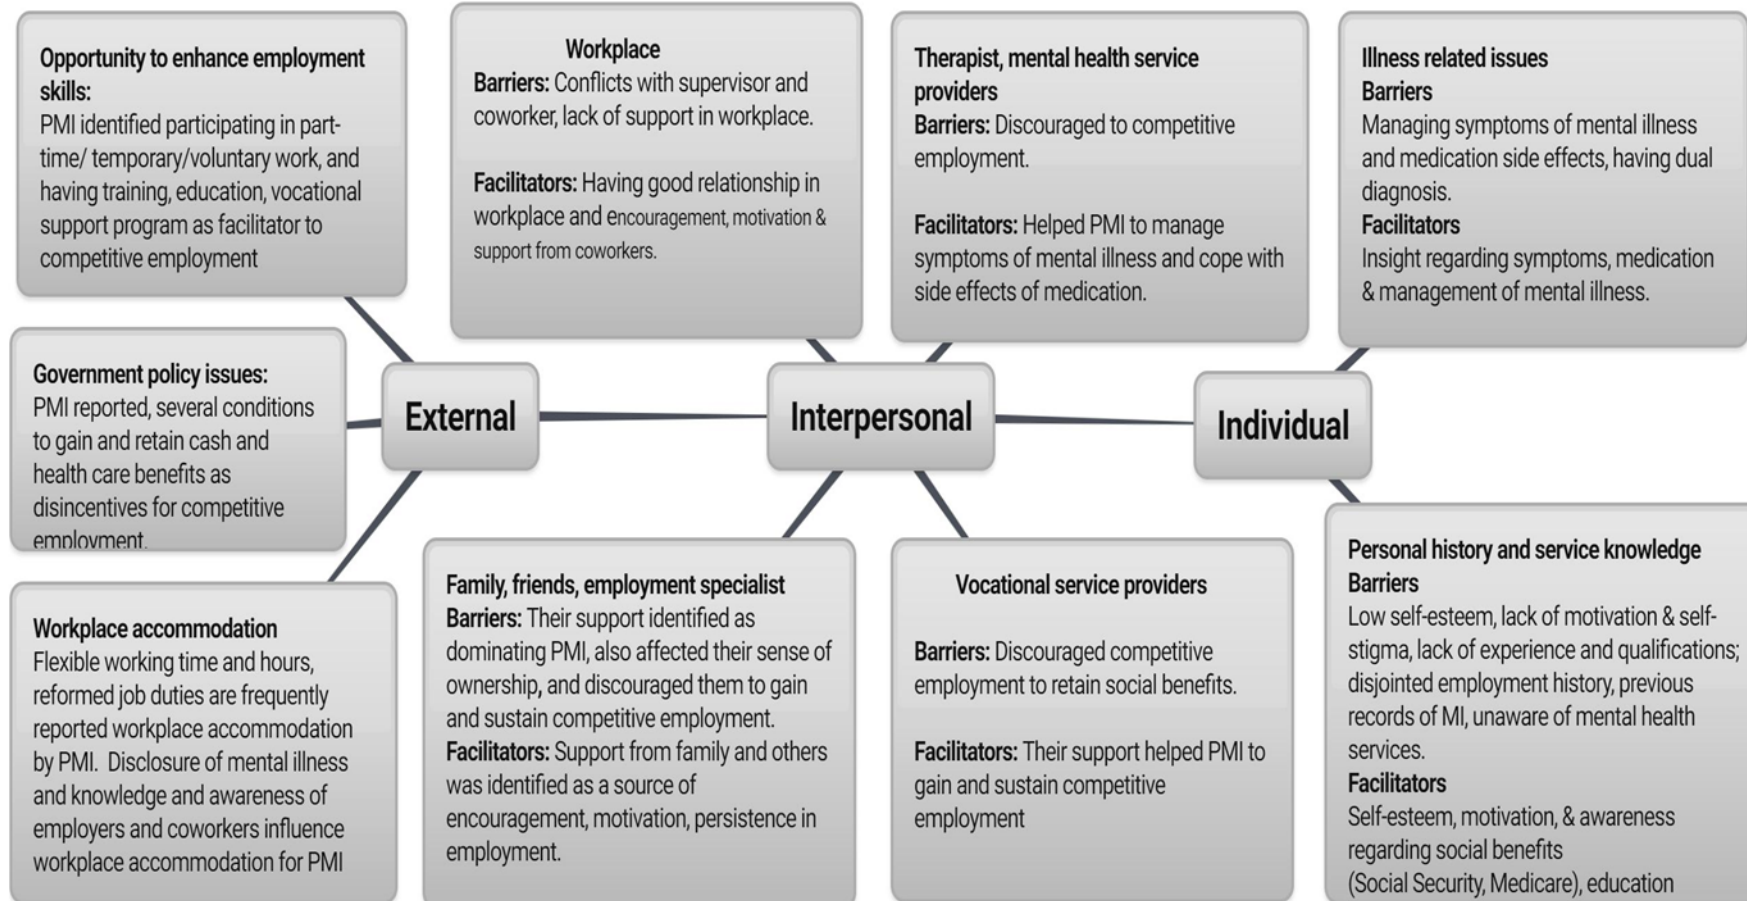 Opportunity to enhance employment
skills:
PMI identified participating in part-
time/ temporary/voluntary work, and
having training, education, vocational
support program as facilitator to
competitive employment
Workplace
Barriers: Conflicts with supervisor and
coworker, lack of support in workplace.
Facilitators: Having good relationship in
workplace and encouragement, motivation &
support from coworkers.
Therapist, mental health service
providers
Barriers: Discouraged to competitive
employment.
Facilitators: Helped PMI to manage
symptoms of mental illness and cope with
side effects of medication.
Illness related issues
Barriers
Managing symptoms of mental illness
and medication side effects, having dual
diagnosis.
Facilitators
Insight regarding symptoms, medication
& management of mental illness.
Government policy issues:
PMI reported, several conditions
to gain and retain cash and
health care benefits as
disincentives for competitive
employment.
External
Interpersonal
Individual
Workplace accommodation
Flexible working time and hours,
reformed job duties are frequently
reported workplace accommodation
by PMI. Disclosure of mental illness
and knowledge and awareness of
employers and coworkers influence
workplace accommodation for PMI
Family, friends, employment specialist
Barriers: Their support identified as
dominating PMI, also affected their sense of
ownership, and discouraged them to gain
and sustain competitive employment.
Facilitators: Support from family and others
was identified as a source of
encouragement, motivation, persistence in
employment.
Vocational service providers
Barriers: Discouraged competitive
employment to retain social benefits.
Facilitators: Their support helped PMI to
gain and sustain competitive
employment
Personal history and service knowledge
Barriers
Low self-esteem, lack of motivation & self-
stigma, lack of experience and qualifications;
disjointed employment history, previous
records of MI, unaware of mental health
services.
Facilitators
Self-esteem, motivation, & awareness
regarding social benefits
(Social Security, Medicare), education